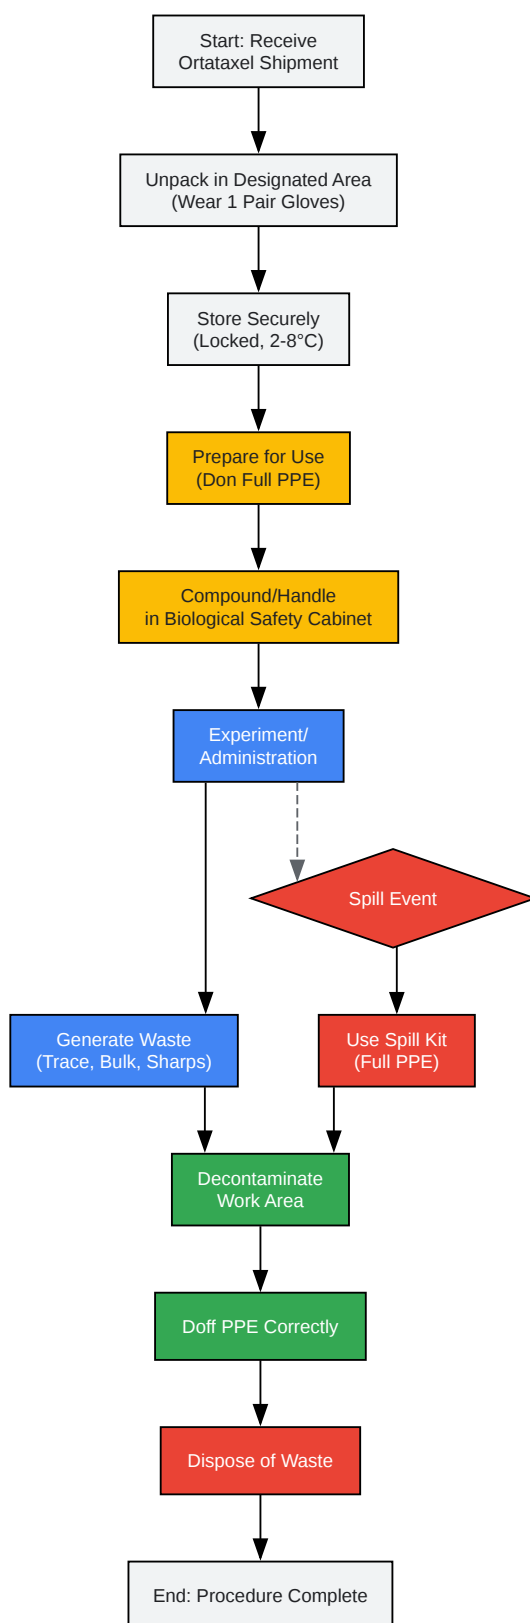 Start: Receive
Ortataxel Shipment
Unpack in Designated Area
(Wear 1 Pair Gloves)
Store Securely
(Locked, 2-8°C)
Prepare for Use
(Don Full PPE)
Compound/Handle
in Biological Safety Cabinet
Experiment/
Administration
Spill Event
Generate Waste
(Trace, Bulk, Sharps)
Use Spill Kit
(Full PPE)
Decontaminate
Work Area
Doff PPE Correctly
Dispose of Waste
End: Procedure Complete